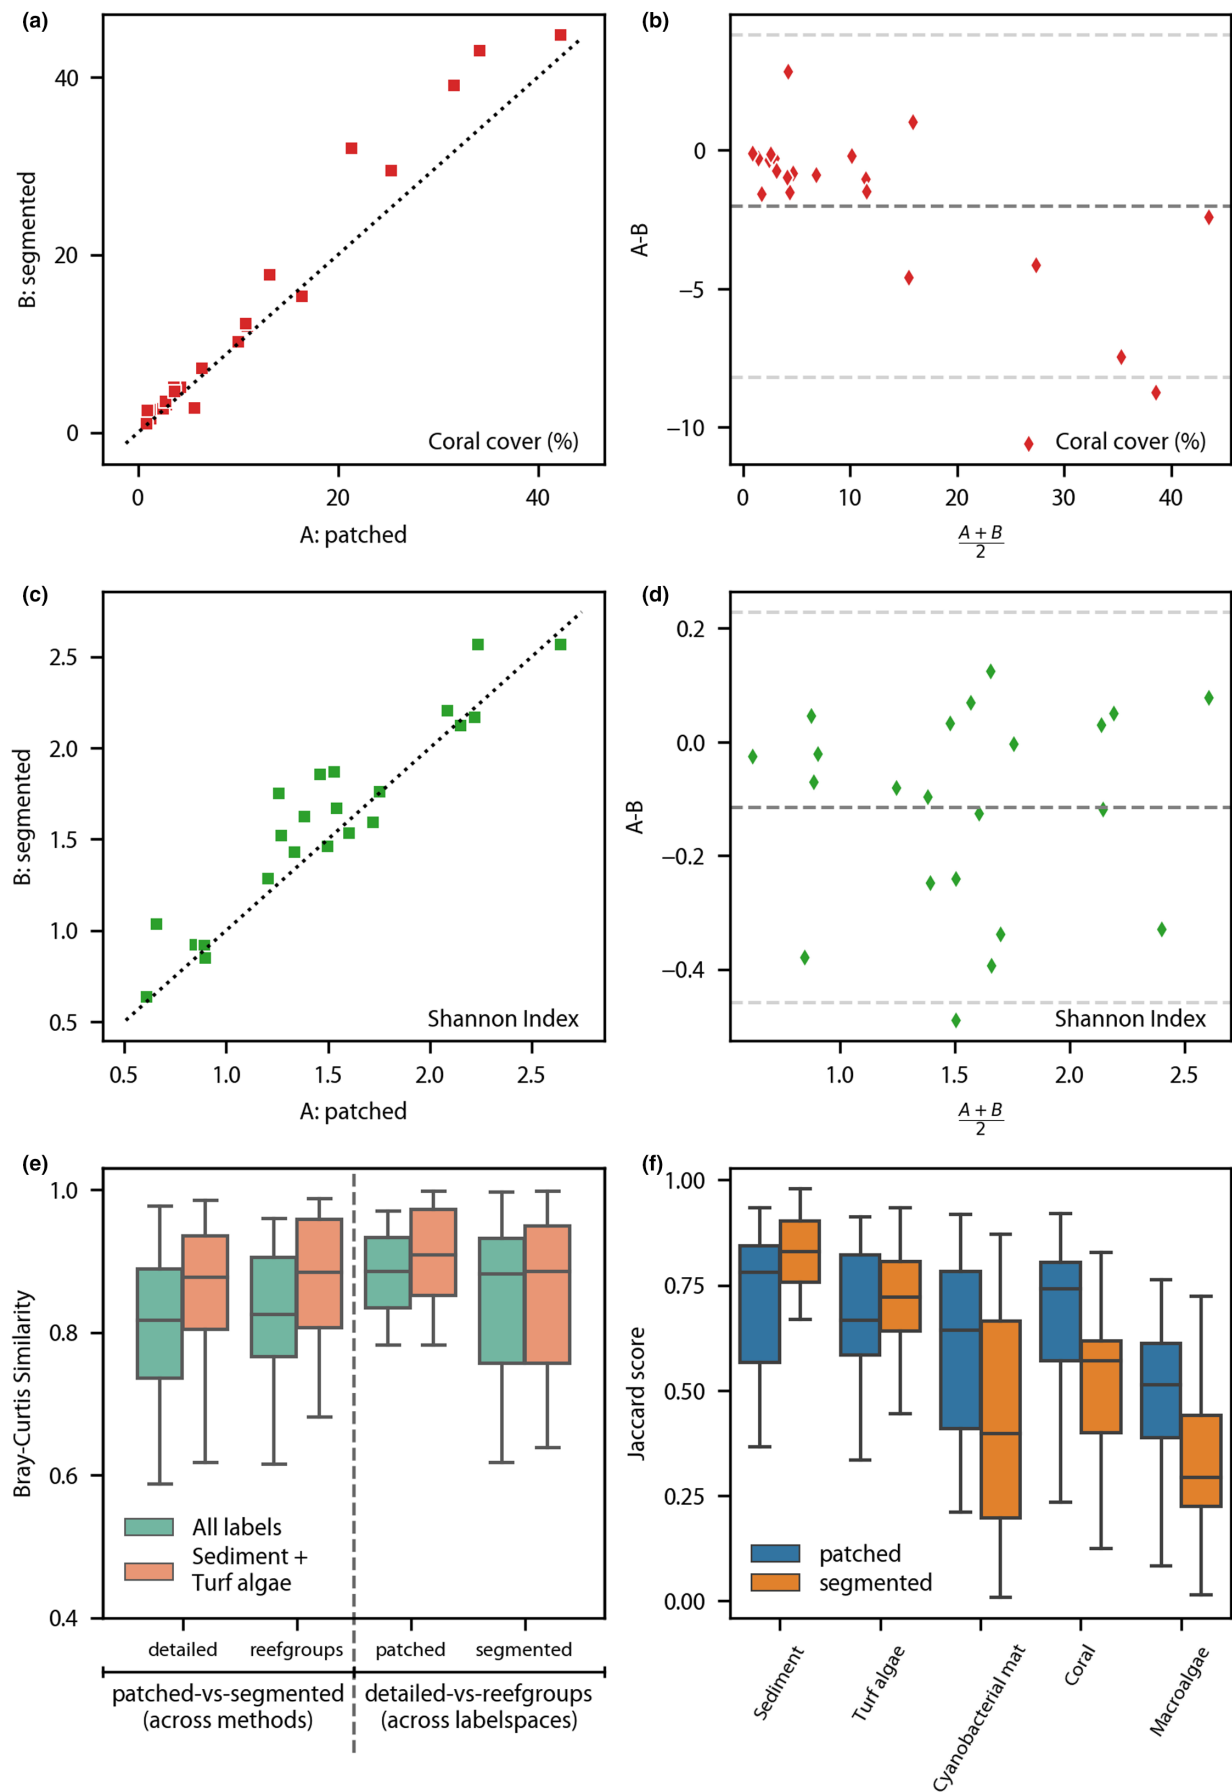 (a)
40
20
0
B: segmented
Coral cover (%)
0 20 40
A: patched
(b)
0
−5
−10
A-B
Coral cover (%)
0 10 20 30 40
A + B
2
(c)
2.5
2.0
1.5
1.0
0.5
B: segmented
Shannon Index
0.5 1.0 1.5 2.0 2.5
A: patched
(d)
0.2
0.0
−0.2
−0.4
A-B
Shannon Index
1.0 1.5 2.0 2.5
A + B
2
(e)
1.0
0.8
0.6
0.4
Bray-Curtis Similarity
All labels
Sediment +
Turf algae
detailed reefgroups patched segmented
patched-vs-segmented
(across methods)
detailed-vs-reefgroups
(across labelspaces)
(f)
1.00
0.75
0.50
0.25
0.00
Jaccard score
patched
segmented
Sediment
Turf algae
Cyanobacterial mat
Coral
Macroalgae